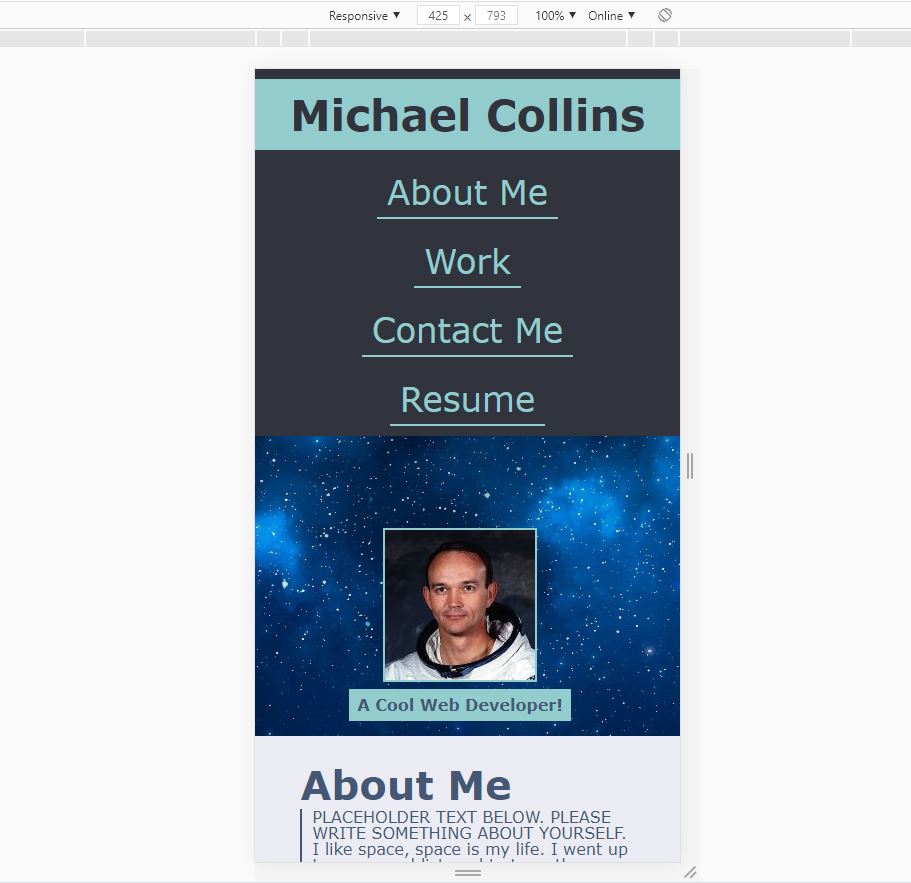 Responsive ▼ 425 × 793 100% ▼ Online ▼
Michael Collins
About Me
Work
Contact Me
Resume
A Cool Web Developer!
About Me
PLACEHOLDER TEXT BELOW. PLEASE
WRITE SOMETHING ABOUT YOURSELF.
I like space, space is my life. I went up